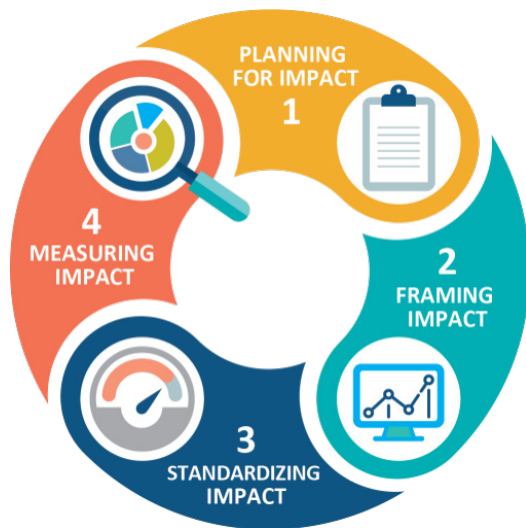 PLANNING
FOR IMPACT
1
2
FRAMING
IMPACT
3
STANDARDIZING
IMPACT
4
MEASURING
IMPACT